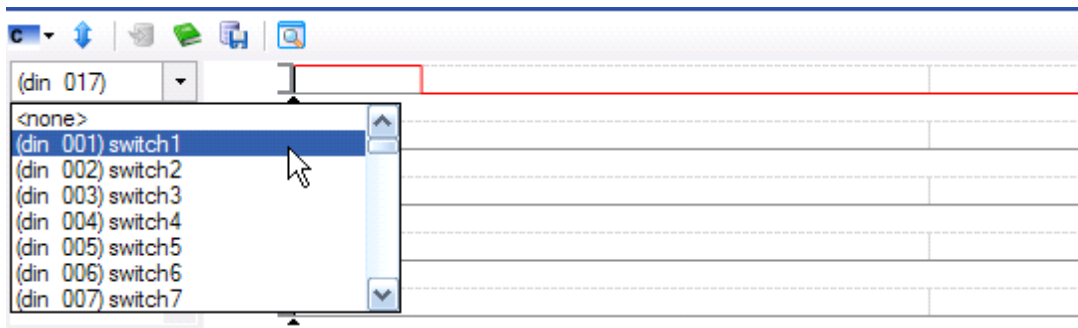 C
(din 017)
<none>
(din 001) switch1
(din 002) switch2
(din 003) switch3
(din 004) switch4
(din 005) switch5
(din 006) switch6
(din 007) switch7